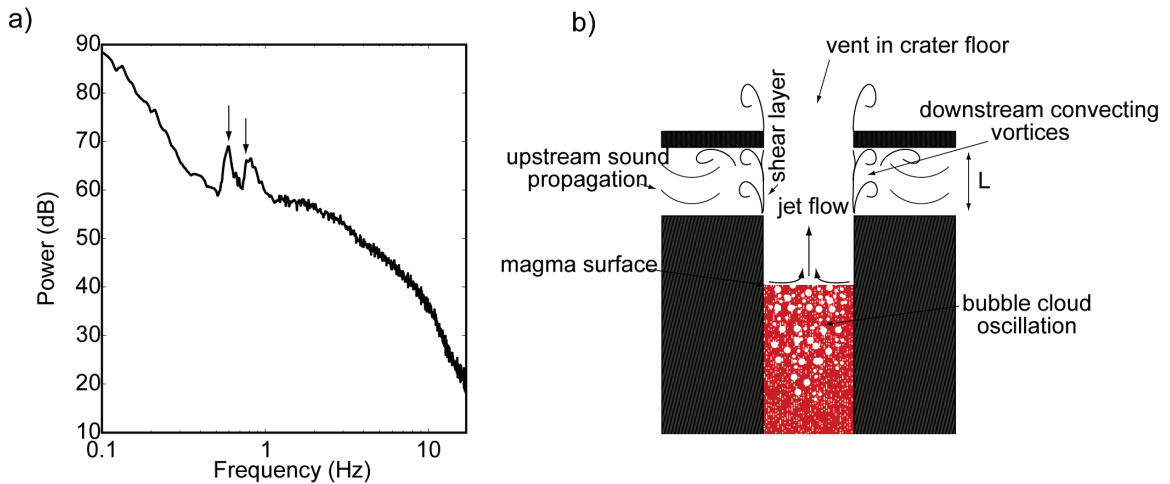 a)
90
80
70
60
50
40
30
20
10
Power (dB)
0.1
1
10
Frequency (Hz)
b)
vent in crater floor
shear layer
downstream convecting
vortices
upstream sound
propagation
L
jet flow
magma surface
bubble cloud
oscillation